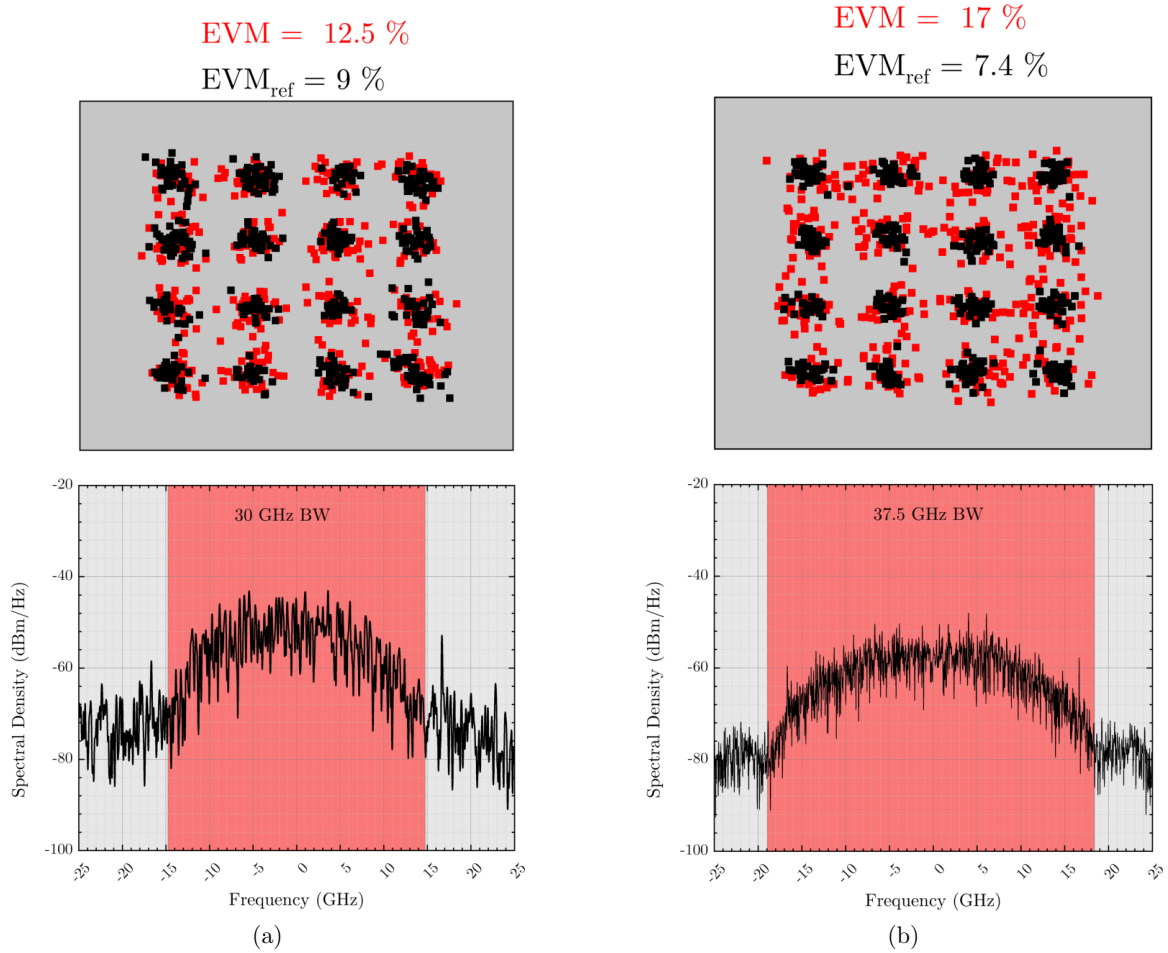 EVM = 12.5 %
EVM_ref = 9 %
-20
-40
-60
-80
-100
30 GHz BW
Spectral Density (dBm/Hz)
-25 -20 -15 -10 -5 0 5 10 15 20 25
Frequency (GHz)
(a)
EVM = 17 %
EVM_ref = 7.4 %
-20
-40
-60
-80
-100
37.5 GHz BW
Spectral Density (dBm/Hz)
-25 -20 -15 -10 -5 0 5 10 15 20 25
Frequency (GHz)
(b)